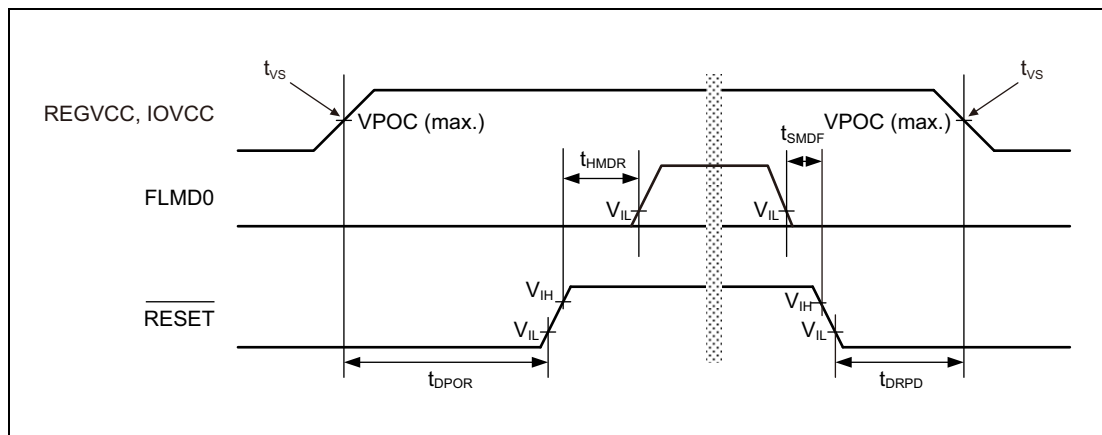 tVS
tVS
REGVCC, IOVCC
VPOC (max.)
VPOC (max.)
tSMDF
tHMDR
FLMD0
VIL
VIL
VIH
VIH
RESET
VIL
VIL
tDPOR
tDRPD